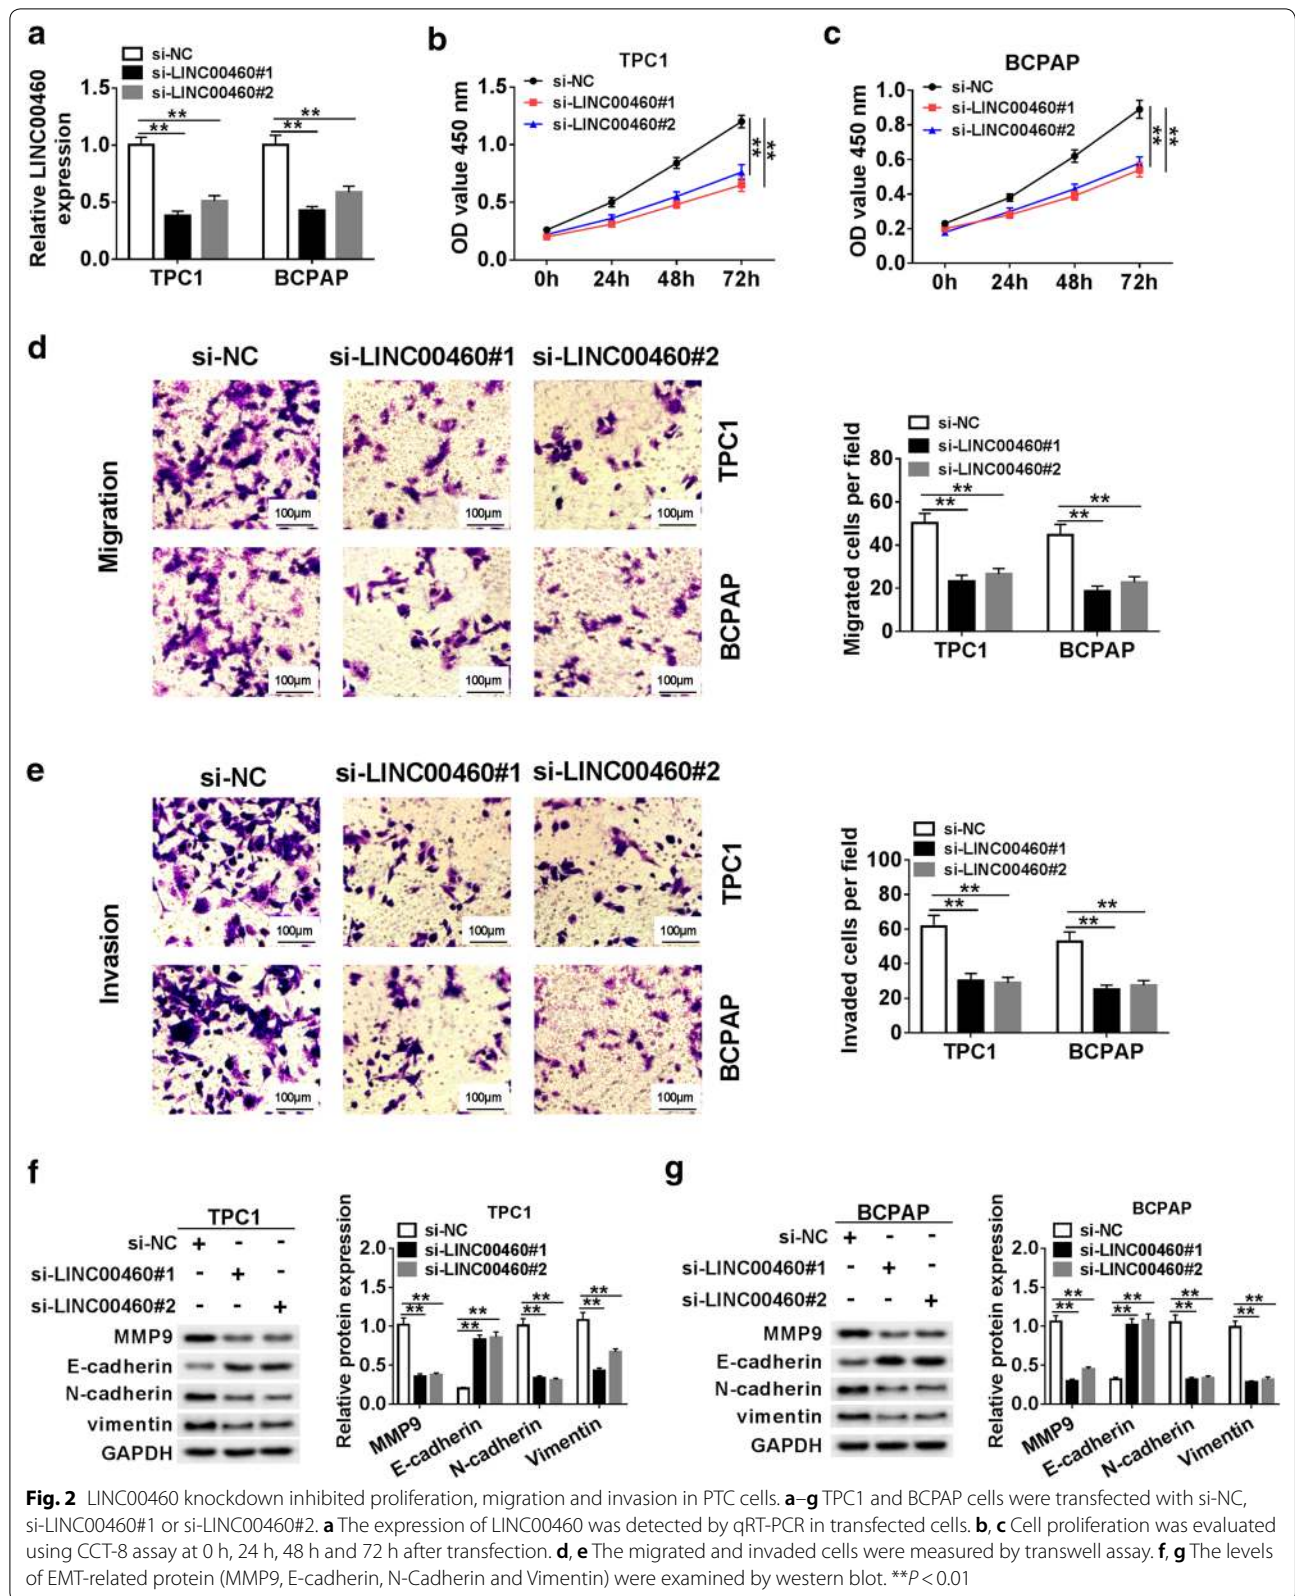 a
si-NC
si-LINC00460#1
si-LINC00460#2
Relative LINC00460
expression
1.5
1.0
0.5
0.0
** ** ** **
TPC1 BCPAP
b
TPC1
si-NC
si-LINC00460#1
si-LINC00460#2
OD value 450 nm
1.5
1.0
0.5
0.0
0h 24h 48h 72h
** **
c
BCPAP
si-NC
si-LINC00460#1
si-LINC00460#2
OD value 450 nm
1.0
0.8
0.6
0.4
0.2
0.0
0h 24h 48h 72h
** **
d
si-NC si-LINC00460#1 si-LINC00460#2
Migration
TPC1
100μm 100μm 100μm
BCPAP
100μm 100μm 100μm
si-NC
si-LINC00460#1
si-LINC00460#2
Migrated cells per field
80
60
40
20
0
** ** ** **
TPC1 BCPAP
e
si-NC si-LINC00460#1 si-LINC00460#2
Invasion
TPC1
100μm 100μm 100μm
BCPAP
100μm 100μm 100μm
si-NC
si-LINC00460#1
si-LINC00460#2
Invaded cells per field
100
80
60
40
20
0
** ** ** **
TPC1 BCPAP
f
TPC1
si-NC + - -
si-LINC00460#1 - + -
si-LINC00460#2 - - +
MMP9
E-cadherin
N-cadherin
vimentin
GAPDH
TPC1
si-NC
si-LINC00460#1
si-LINC00460#2
Relative protein expression
2.0
1.5
1.0
0.5
0.0
** ** ** ** ** ** ** **
MMP9 E-cadherin N-cadherin Vimentin
g
BCPAP
si-NC + - -
si-LINC00460#1 - + -
si-LINC00460#2 - - +
MMP9
E-cadherin
N-cadherin
vimentin
GAPDH
BCPAP
si-NC
si-LINC00460#1
si-LINC00460#2
Relative protein expression
2.0
1.5
1.0
0.5
0.0
** ** ** ** ** ** ** **
MMP9 E-cadherin N-cadherin Vimentin
Fig. 2 LINC00460 knockdown inhibited proliferation, migration and invasion in PTC cells. a–g TPC1 and BCPAP cells were transfected with si-NC,
si-LINC00460#1 or si-LINC00460#2. a The expression of LINC00460 was detected by qRT-PCR in transfected cells. b, c Cell proliferation was evaluated
using CCT-8 assay at 0 h, 24 h, 48 h and 72 h after transfection. d, e The migrated and invaded cells were measured by transwell assay. f, g The levels
of EMT-related protein (MMP9, E-cadherin, N-Cadherin and Vimentin) were examined by western blot. **P < 0.01